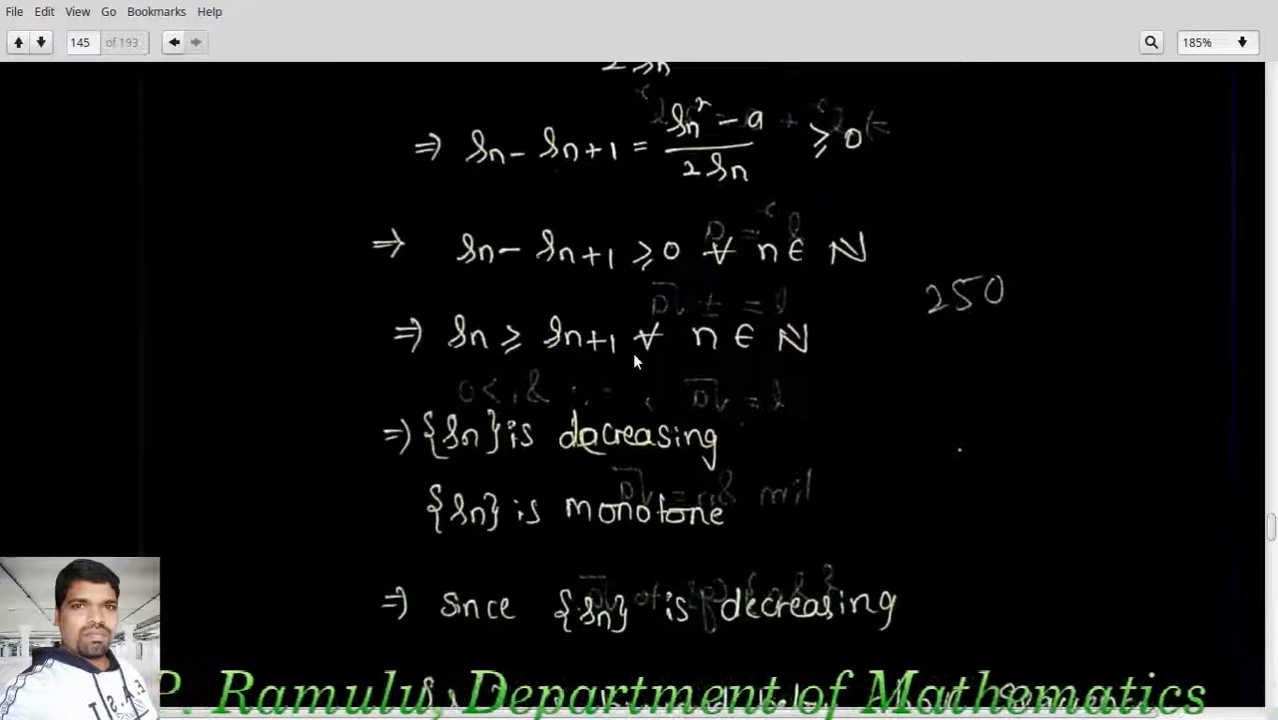 File Edit View Go Bookmarks Help
145 of 193 185%
⇒ Sn - Sn+1 = Sn² - a / 2Sn ≥ 0
⇒ Sn - Sn+1 ≥ 0 ∀ n ∈ N
250
⇒ Sn ≥ Sn+1 ∀ n ∈ N
⇒ {Sn} is decreasing
{Sn} is monotone
⇒ Since {Sn} is decreasing
P. Ramulu, Department of Mathematics